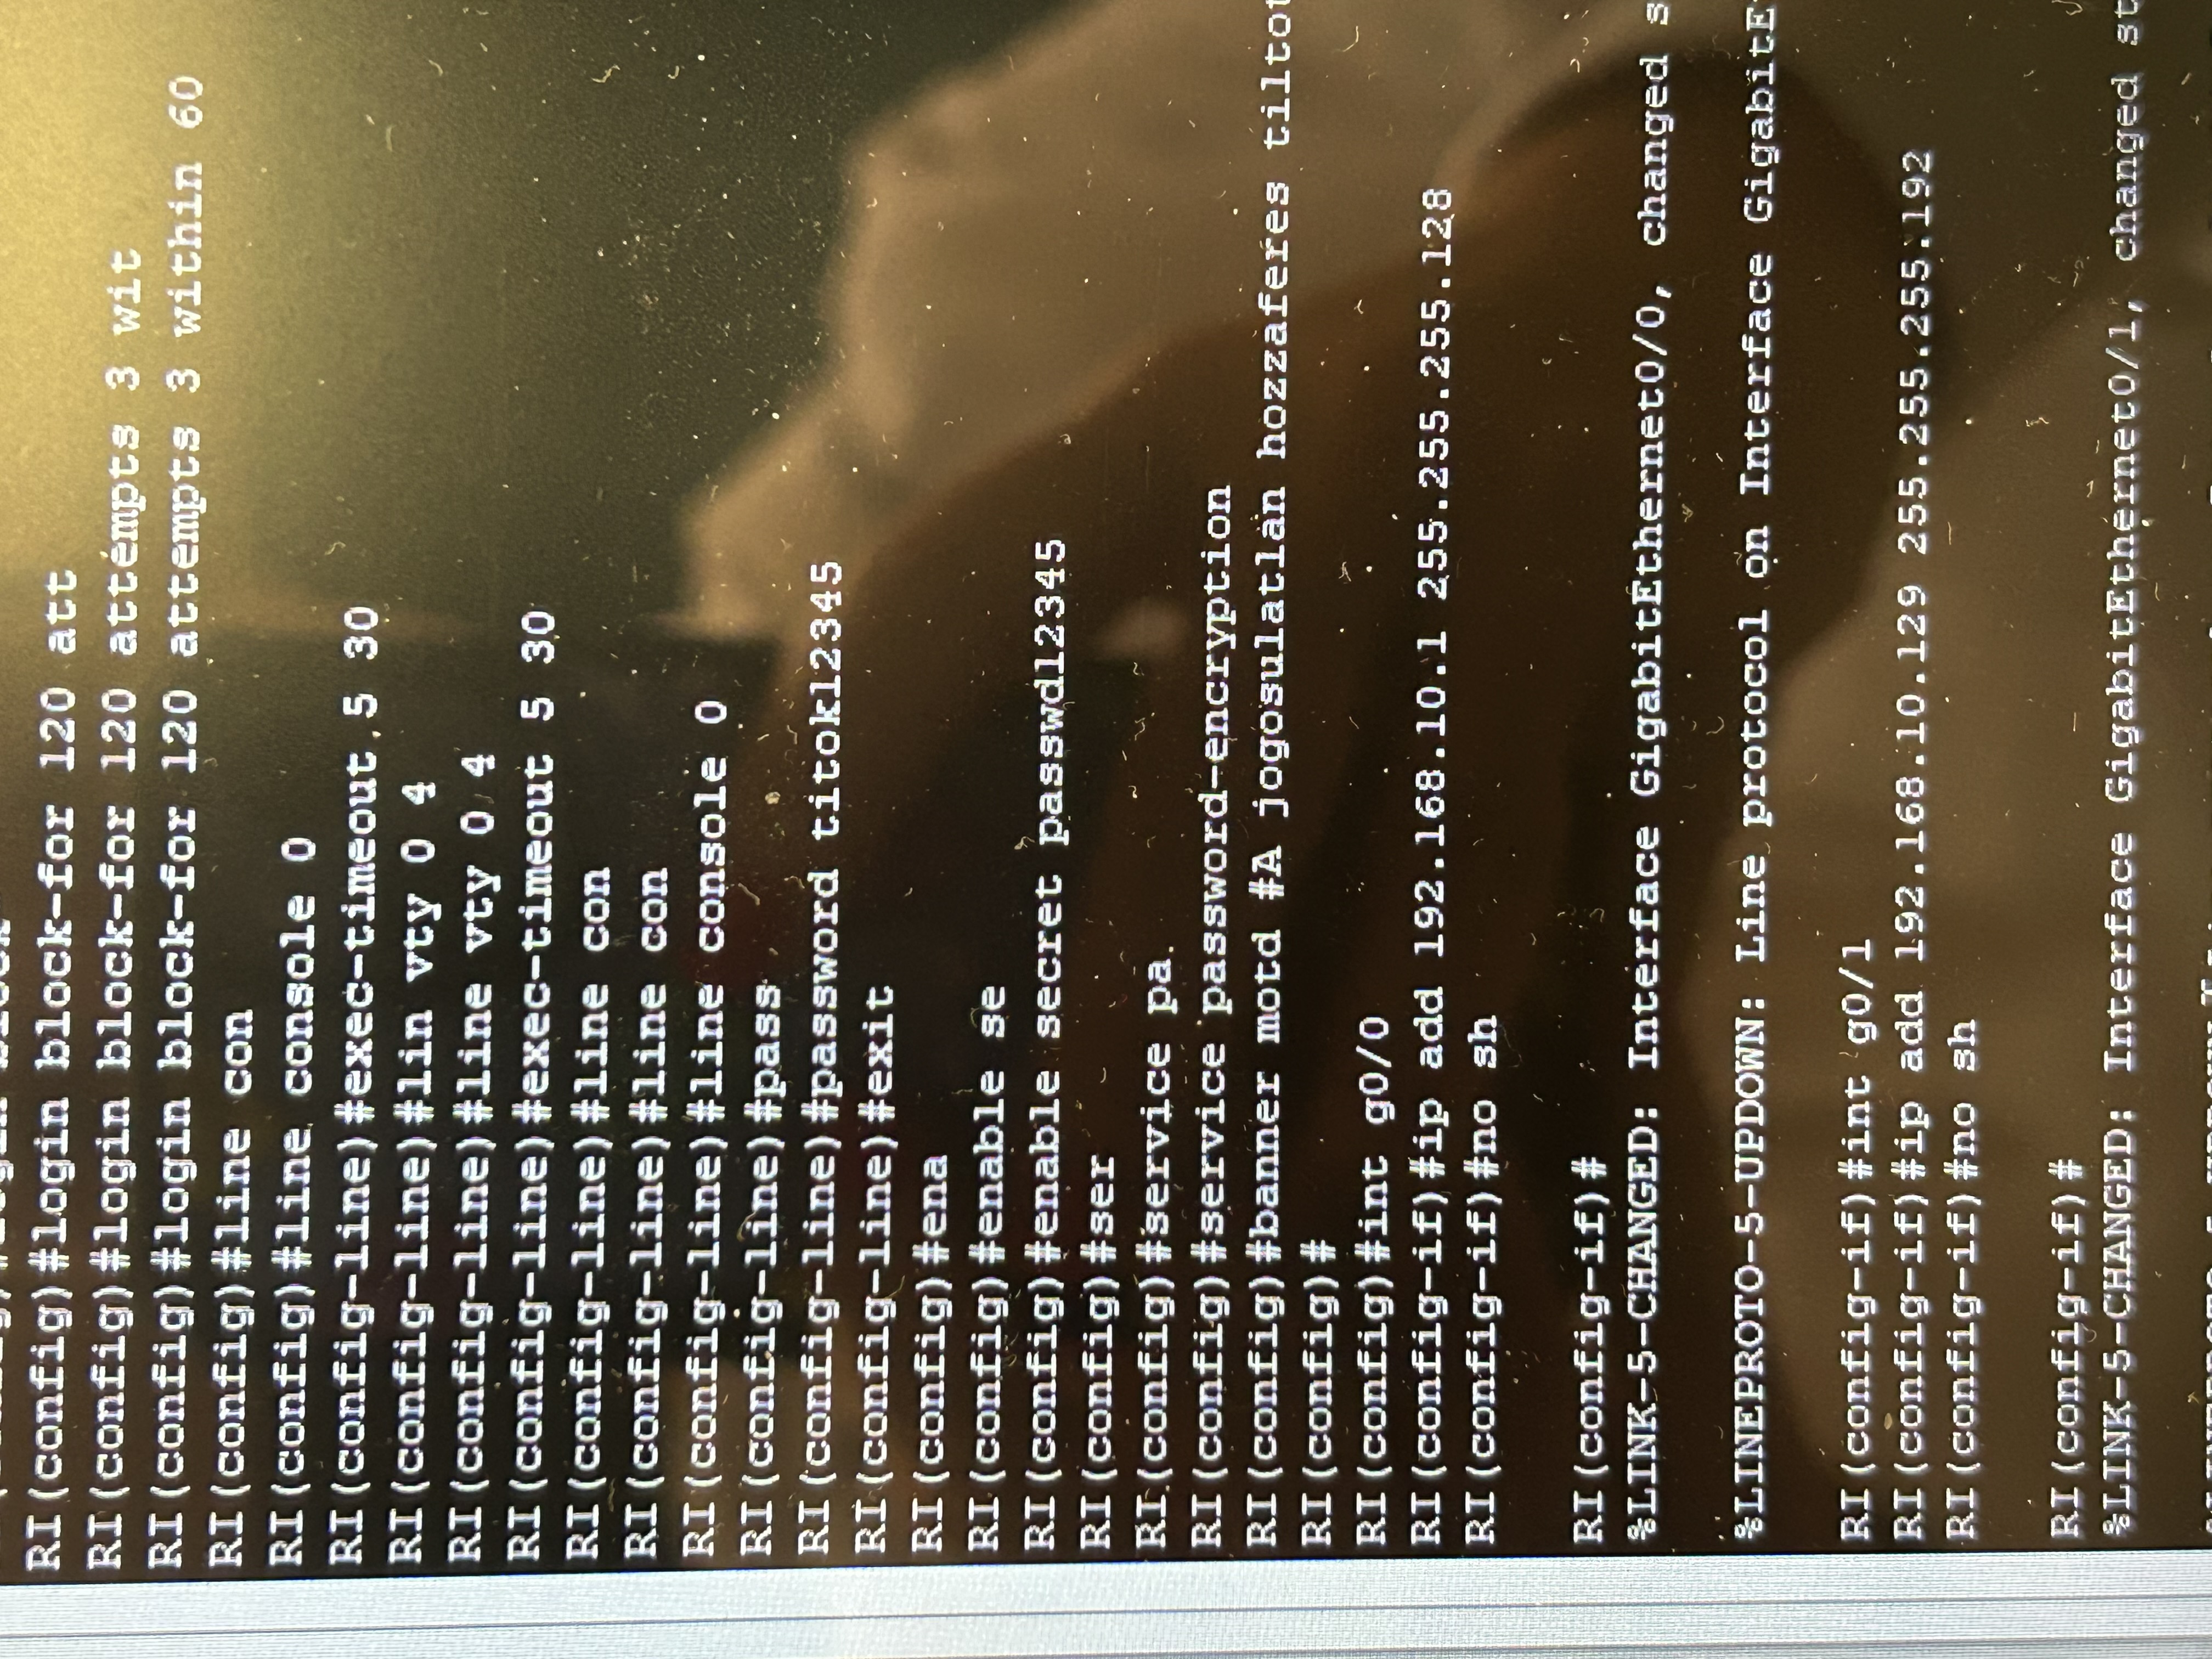 RI(config)#login block
RI(config)#login block-for 120 att
RI(config)#login block-for 120 attempts 3 wit
RI(config)#login block-for 120 attempts 3 within 60
RI(config)#line con
RI(config)#line console 0
RI(config-line)#exec-timeout 5 30
RI(config-line)#lin vty 0 4
RI(config-line)#line vty 0 4
RI(config-line)#exec-timeout 5 30
RI(config-line)#line con
RI(config-line)#line con
RI(config-line)#line console 0
RI(config-line)#pass
RI(config-line)#password titok12345
RI(config-line)#exit
RI(config)#ena
RI(config)#enable se
RI(config)#enable secret passwd12345
RI(config)#ser
RI(config)#service pa
RI(config)#service password-encryption
RI(config)#banner motd #A jogosulatlan hozzaferes tiltot
RI(config)#
RI(config)#int g0/0
RI(config-if)#ip add 192.168.10.1 255.255.255.128
RI(config-if)#no sh
RI(config-if)#
%LINK-5-CHANGED: Interface GigabitEthernet0/0, changed s
%LINEPROTO-5-UPDOWN: Line protocol on Interface GigabitE
RI(config-if)#int g0/1
RI(config-if)#ip add 192.168.10.129 255.255.255.192
RI(config-if)#no sh
RI(config-if)#
%LINK-5-CHANGED: Interface GigabitEthernet0/1, changed st